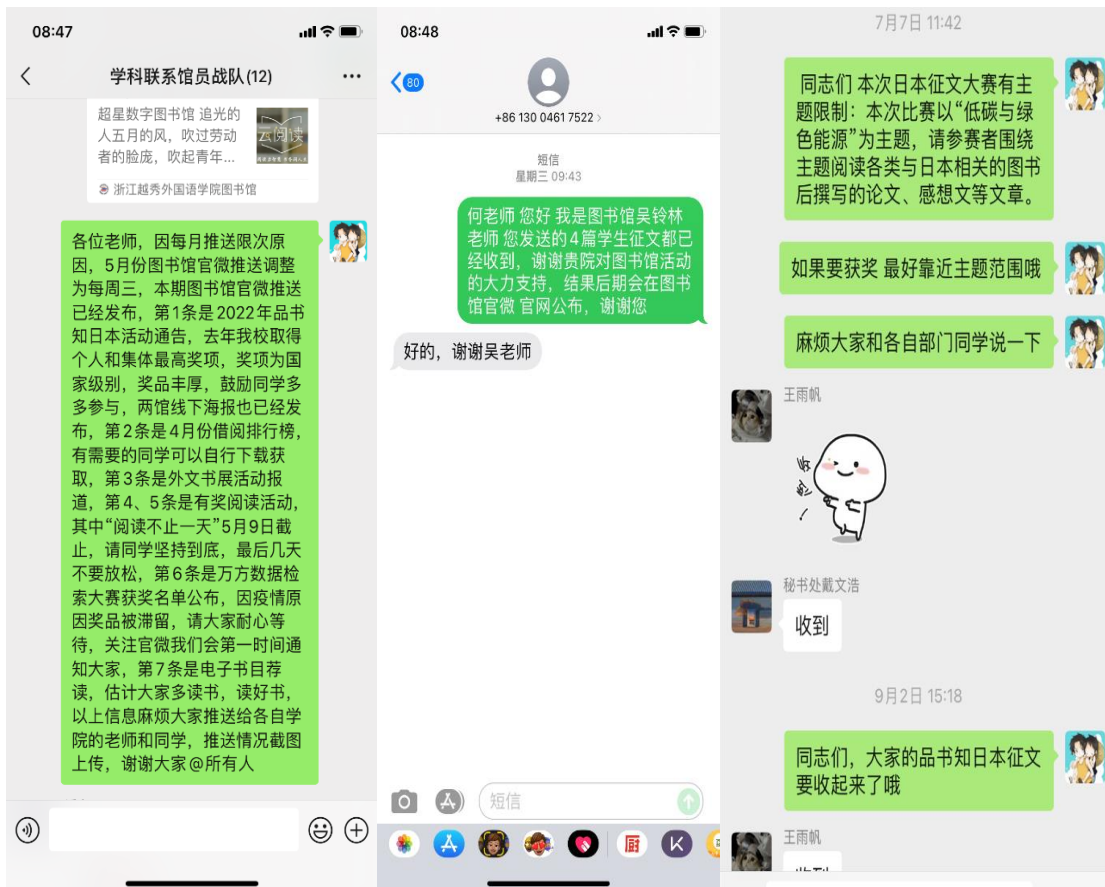 08:47
学科联系馆员战队(12)
超星数字图书馆 追光的
人五月的风，吹过劳动
者的脸庞，吹起青年...
云阅读
浙江越秀外国语学院图书馆
各位老师，因每月推送限次原
因，5月份图书馆官微推送调整
为每周三，本期图书馆官微推送
已经发布，第1条是2022年品书
知日本活动通告，去年我校取得
个人和集体最高奖项，奖项为国
家级别，奖品丰厚，鼓励同学多
多参与，两馆线下海报也已经发
布，第2条是4月份借阅排行榜，
有需要的同学可以自行下载获
取，第3条是外文书展活动报
道，第4、5条是有奖阅读活动，
其中“阅读不止一天”5月9日截
止，请同学坚持到底，最后几天
不要放松，第6条是万方数据检
索大赛获奖名单公布，因疫情原
因奖品被滞留，请大家耐心等
待，关注官微我们会第一时间通
知大家，第7条是电子书目荐
读，估计大家多读书，读好书，
以上信息麻烦大家推送给各自学
院的老师和同学，推送情况截图
上传，谢谢大家@所有人
08:48
80
+86 130 0461 7522
短信
星期三 09:43
何老师 您好 我是图书馆吴铃林
老师 您发送的4篇学生征文都已
经收到，谢谢贵院对图书馆活动
的大力支持，结果后期会在图书
馆官微 官网公布，谢谢您
好的，谢谢吴老师
短信
厨
K
7月7日 11:42
同志们 本次日本征文大赛有主
题限制：本次比赛以“低碳与绿
色能源”为主题，请参赛者围绕
主题阅读各类与日本相关的图书
后撰写的论文、感想文等文章。
如果要获奖 最好靠近主题范围哦
麻烦大家和各自部门同学说一下
王雨帆
秘书处戴文浩
收到
9月2日 15:18
同志们，大家的品书知日本征文
要收起来了哦
王雨帆